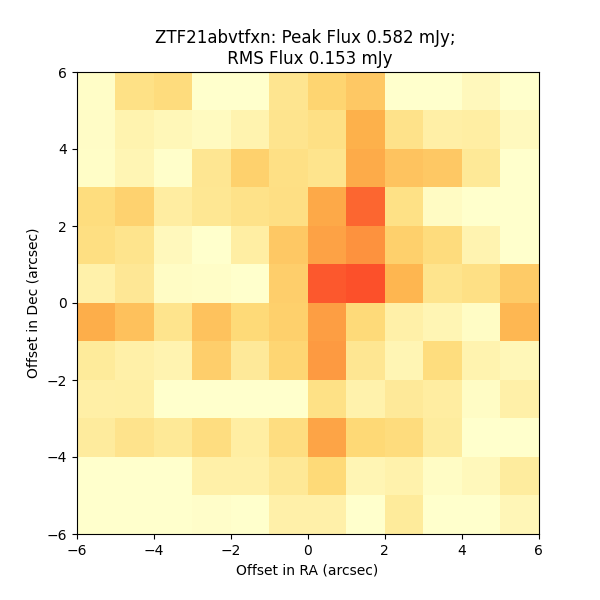 ZTF21abvtfxn: Peak Flux 0.582 mJy;
RMS Flux 0.153 mJy
6
4
2
0
−2
−4
−6
Offset in Dec (arcsec)
−6 −4 −2 0 2 4 6
Offset in RA (arcsec)